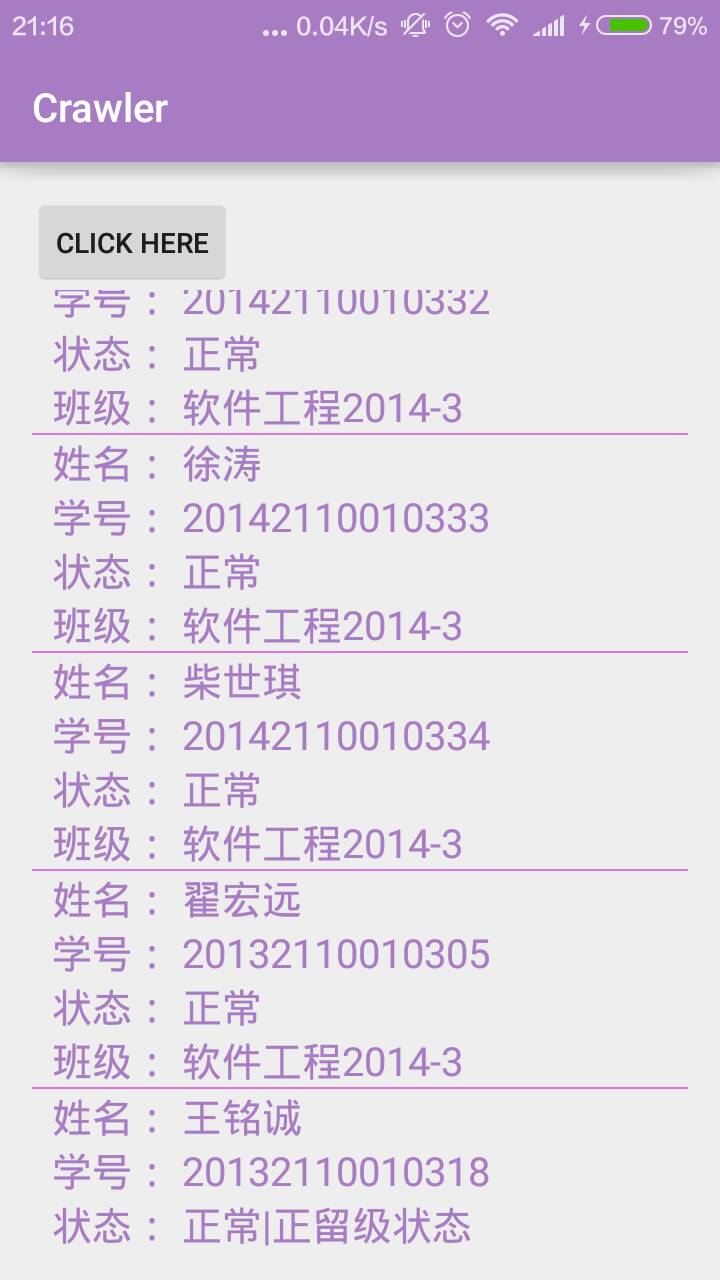 21:16 ... 0.04K/s 79%
Crawler
CLICK HERE
学号 ：20142110010332
状态 ：正常
班级 ：软件工程2014-3
姓名 ：徐涛
学号 ：20142110010333
状态 ：正常
班级 ：软件工程2014-3
姓名 ：柴世琪
学号 ：20142110010334
状态 ：正常
班级 ：软件工程2014-3
姓名 ：翟宏远
学号 ：20132110010305
状态 ：正常
班级 ：软件工程2014-3
姓名 ：王铭诚
学号 ：20132110010318
状态 ：正常|正留级状态